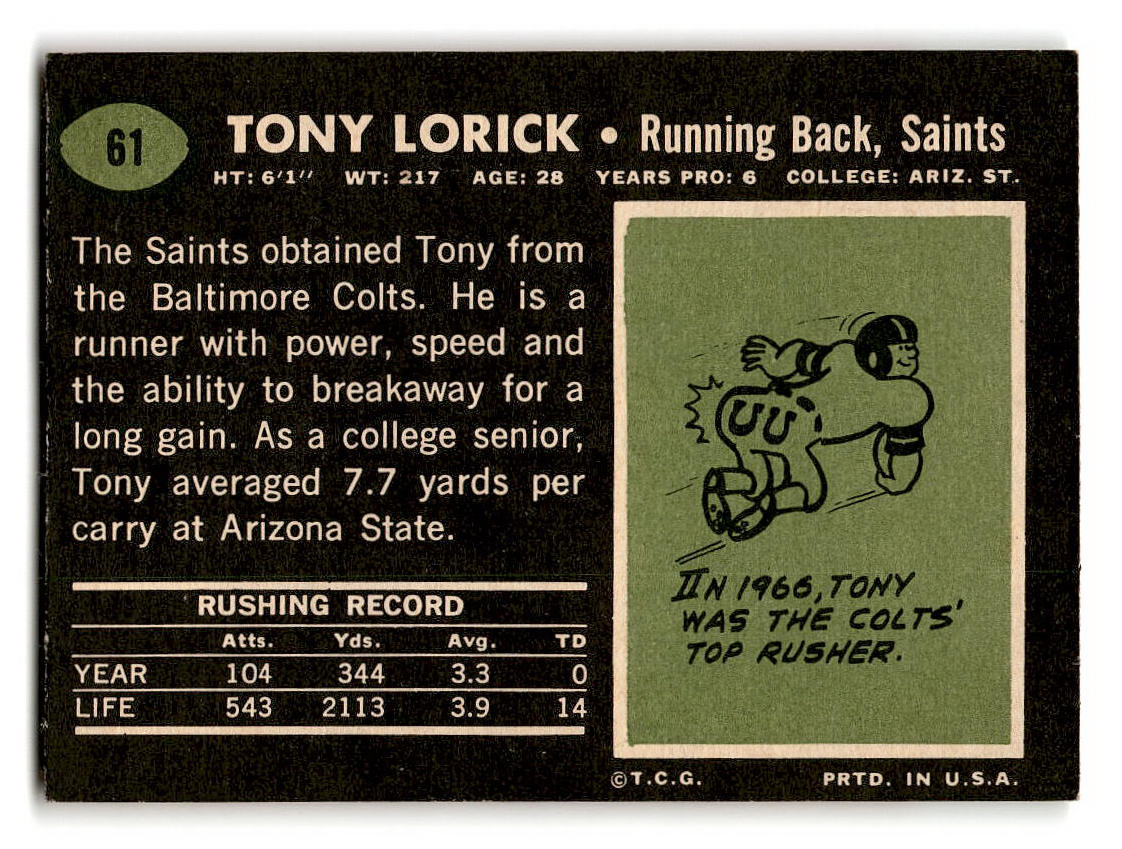 61
TONY LORICK • Running Back, Saints
HT: 6'1" WT: 217 AGE: 28 YEARS PRO: 6 COLLEGE: ARIZ. ST.
The Saints obtained Tony from
the Baltimore Colts. He is a
runner with power, speed and
the ability to breakaway for a
long gain. As a college senior,
Tony averaged 7.7 yards per
carry at Arizona State.
RUSHING RECORD
Atts. Yds. Avg. TD
YEAR 104 344 3.3 0
LIFE 543 2113 3.9 14
IN 1966, TONY
WAS THE COLTS'
TOP RUSHER.
©T.C.G. PRTD. IN U.S.A.